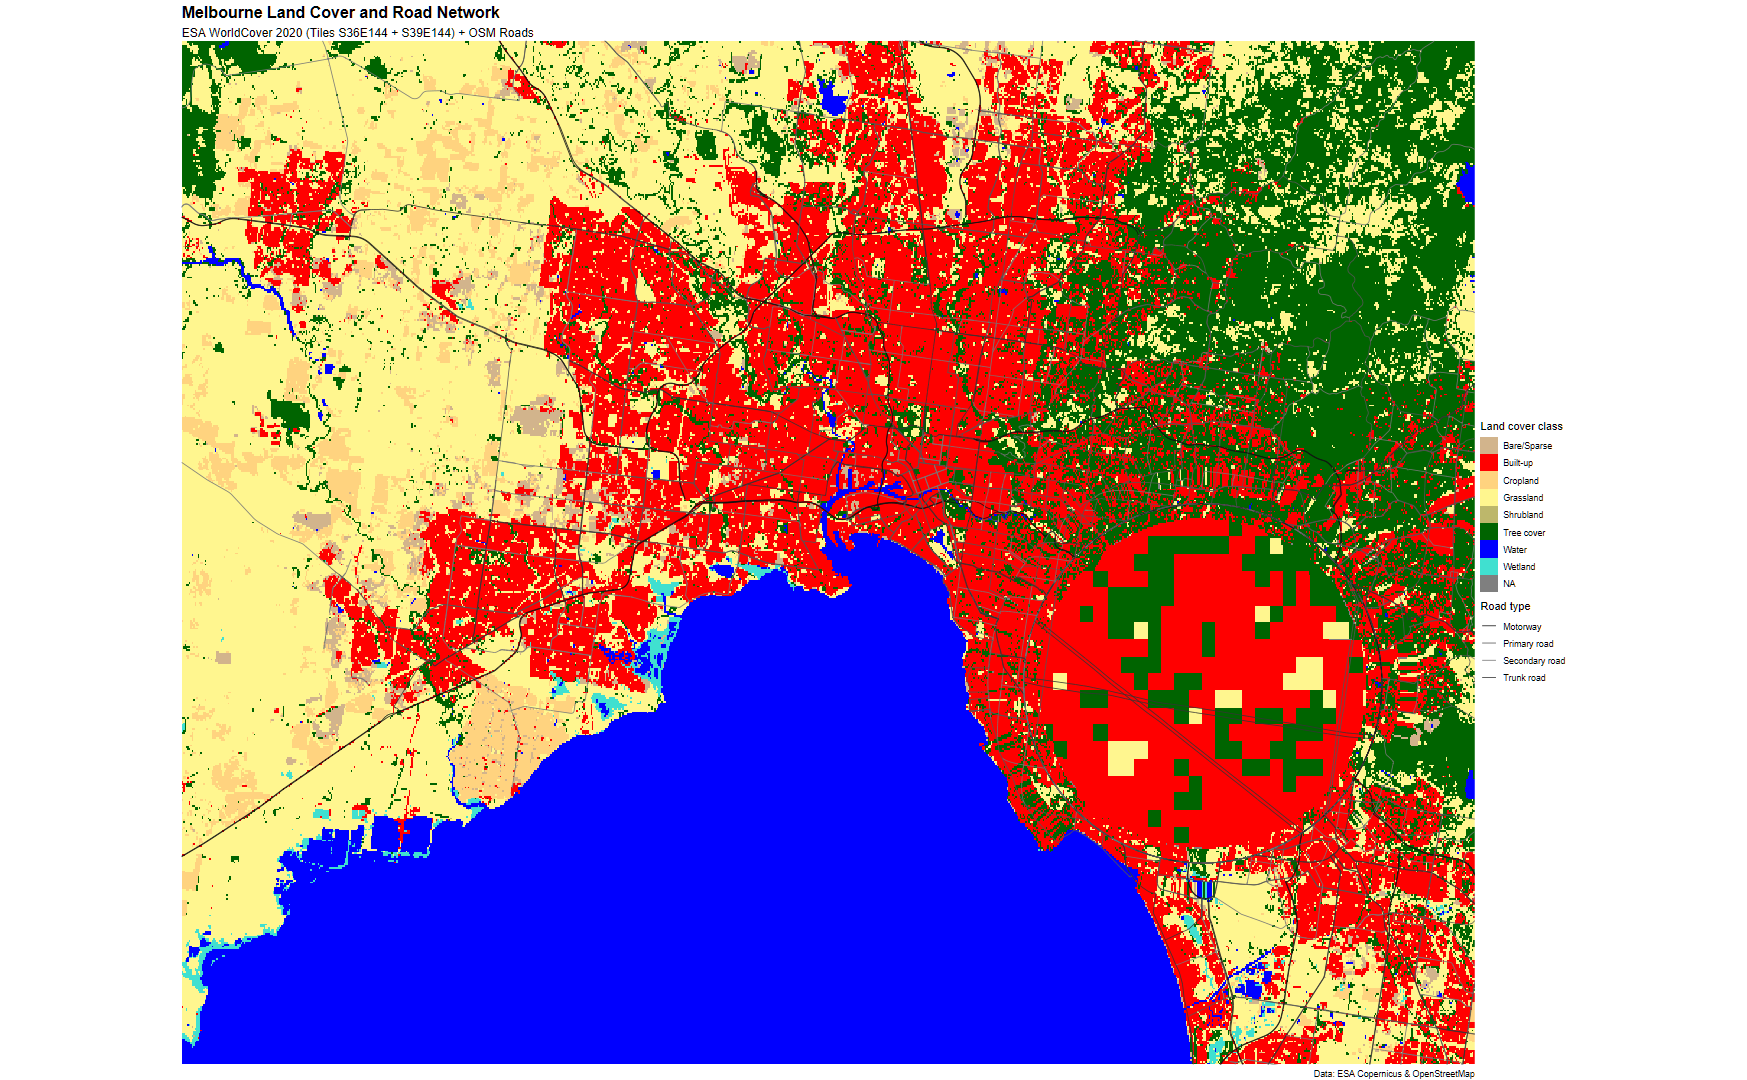 Melbourne Land Cover and Road Network
ESA WorldCover 2020 (Tiles S36E144 + S39E144) + OSM Roads
Land cover class
Bare/Sparse
Built-up
Cropland
Grassland
Shrubland
Tree cover
Water
Wetland
NA
Road type
Motorway
Primary road
Secondary road
Trunk road
Data: ESA Copernicus & OpenStreetMap